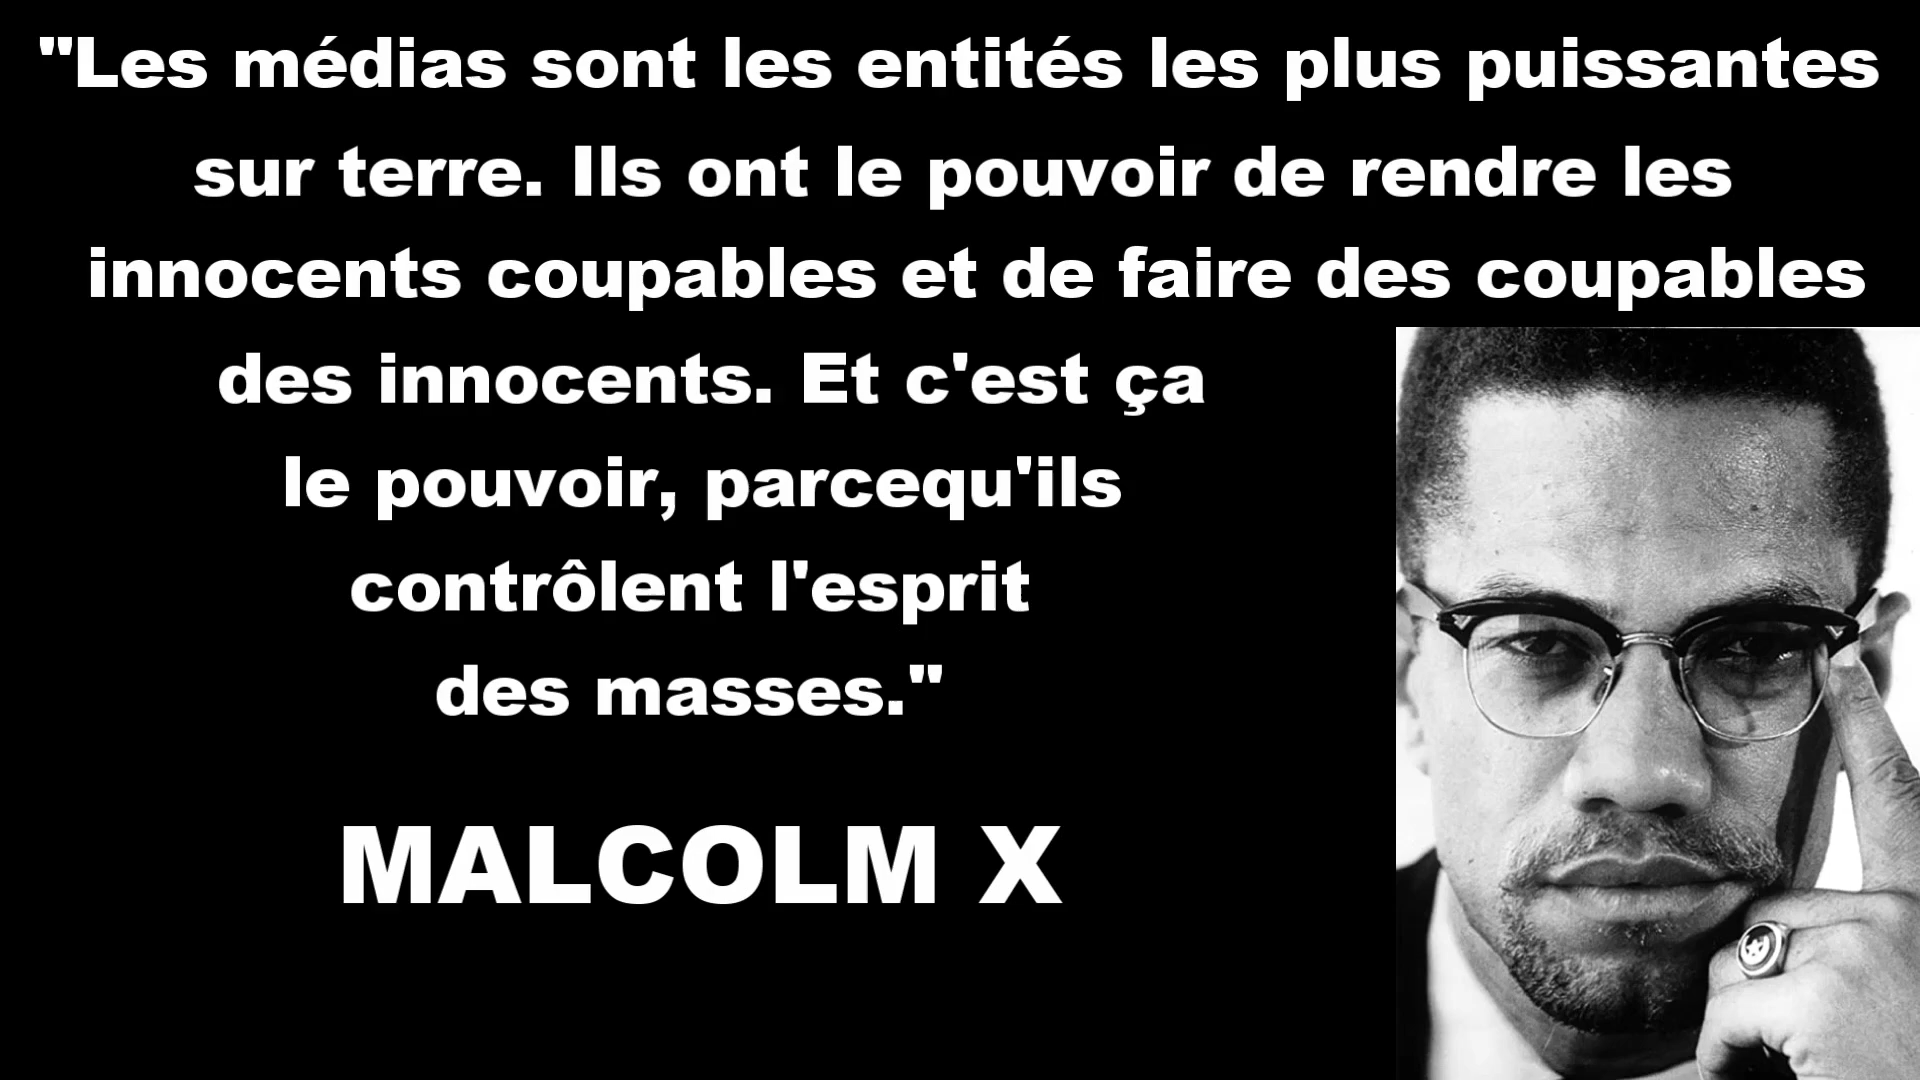 "Les médias sont les entités les plus puissantes
sur terre. Ils ont le pouvoir de rendre les
innocents coupables et de faire des coupables
des innocents. Et c'est ça
le pouvoir, parcequ'ils
contrôlent l'esprit
des masses."
MALCOLM X